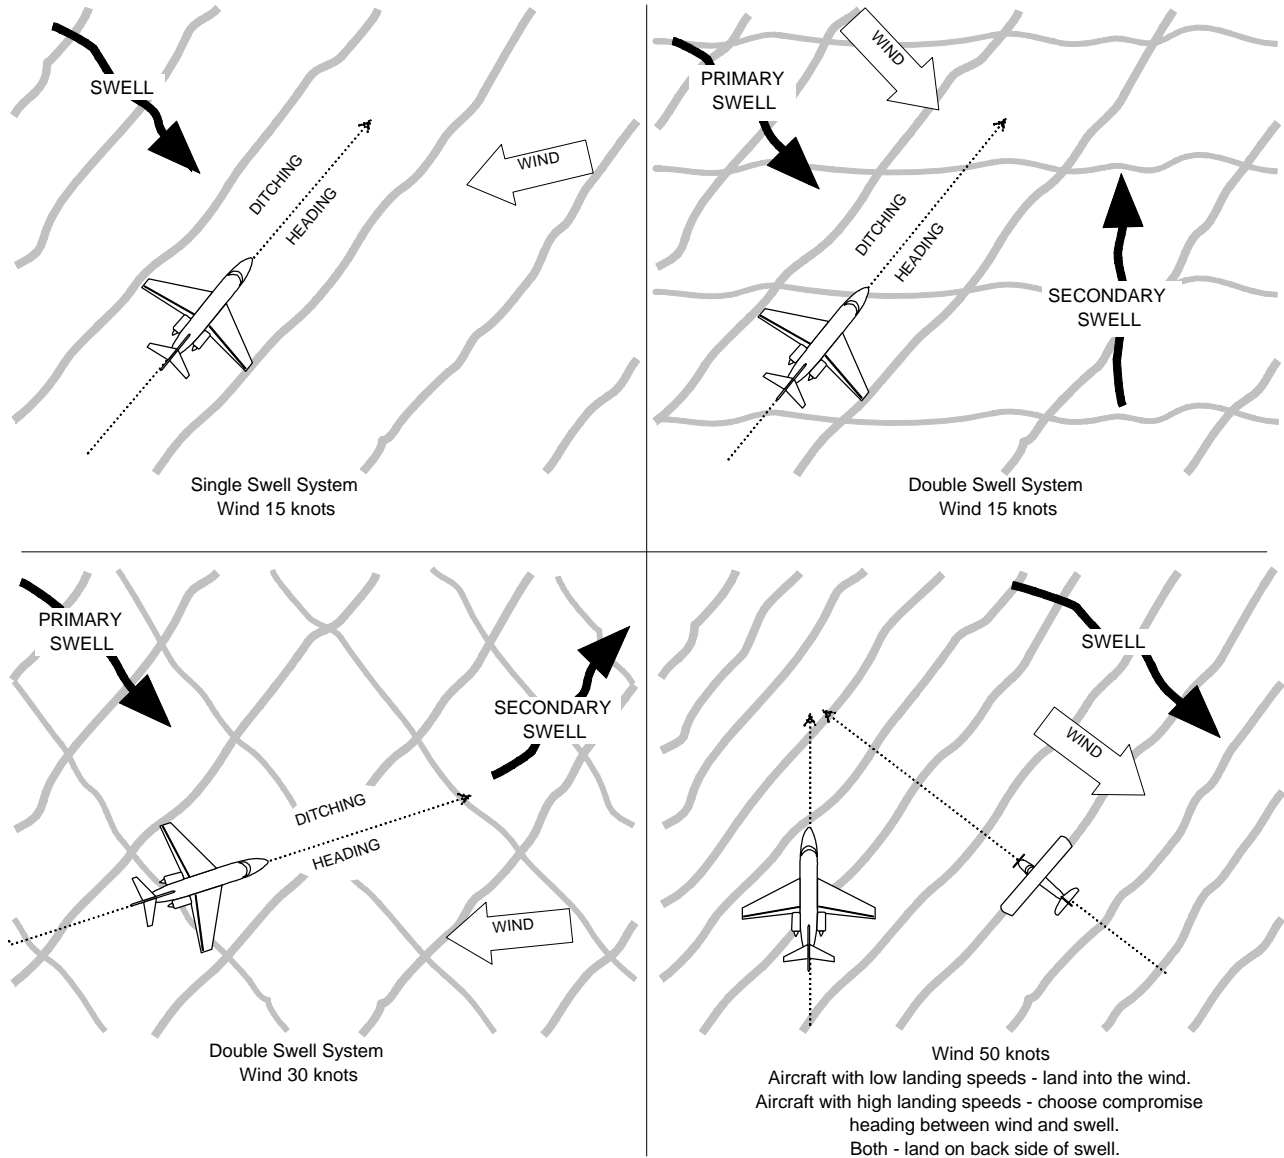 SWELL
WIND
DITCHING
HEADING
Single Swell System
Wind 15 knots
WIND
PRIMARY
SWELL
DITCHING
HEADING
SECONDARY
SWELL
Double Swell System
Wind 15 knots
PRIMARY
SWELL
SECONDARY
SWELL
DITCHING
HEADING
WIND
Double Swell System
Wind 30 knots
SWELL
WIND
Wind 50 knots
Aircraft with low landing speeds - land into the wind.
Aircraft with high landing speeds - choose compromise
heading between wind and swell.
Both - land on back side of swell.